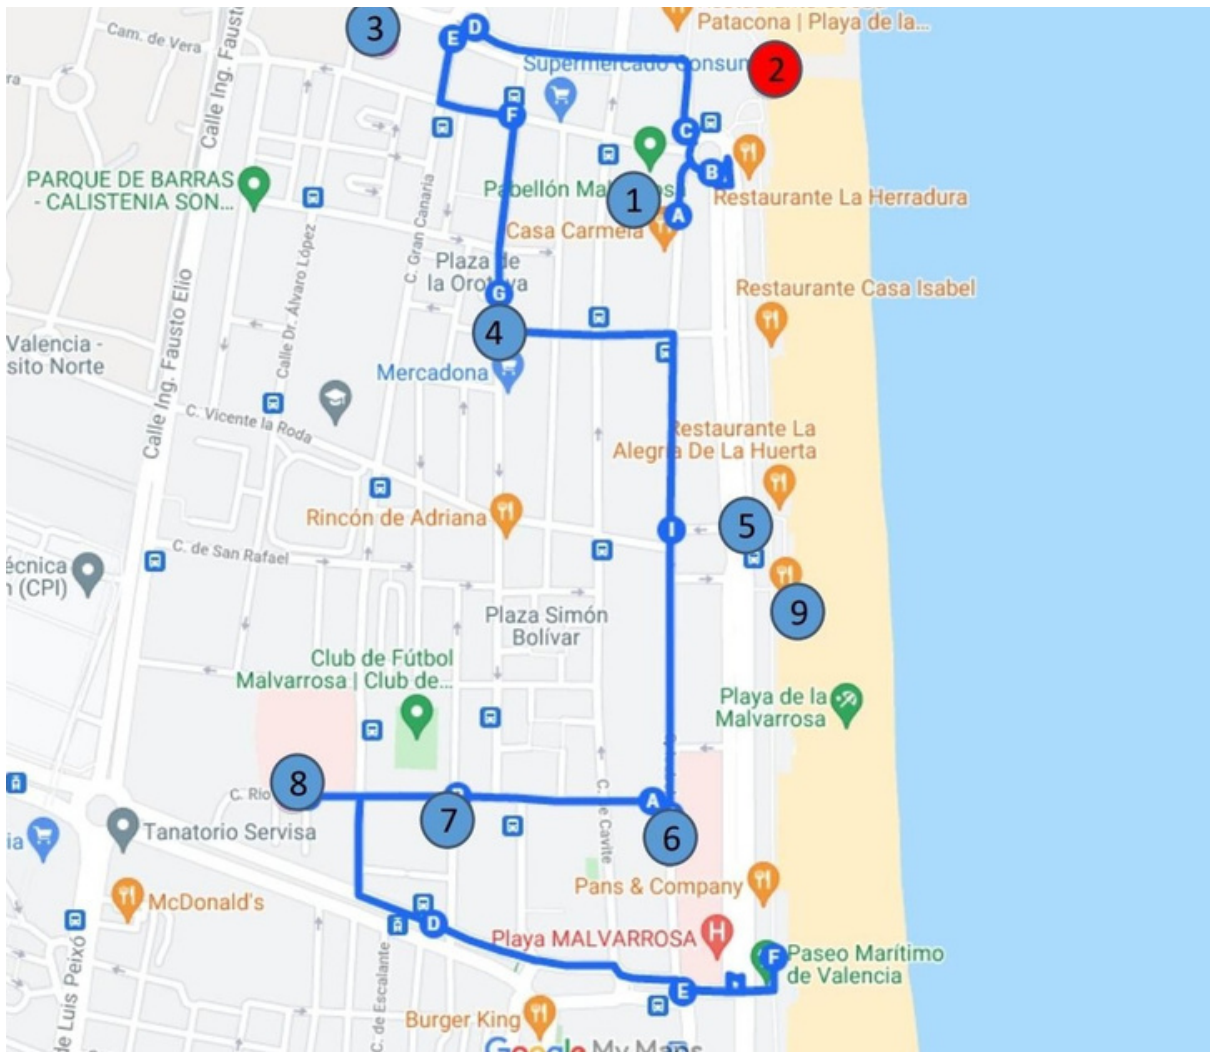 Patacona | Playa de la...
3
D
E
Cam. de Vera
Supermercado Consum
2
Calle Ing. Fausto
F
C
PARQUE DE BARRAS
- CALISTENIA SON...
B
1
A
Restaurante La Herradura
Casa Carmela
C. Gran Canaria
Plaza de
G
Calle Dr. Álvaro López
Restaurante Casa Isabel
4
Valencia -
sito Norte
Mercadona
Calle Ing. Fausto Elio
C. Vicente la Roda
Restaurante La
Alegría De La Huerta
Rincón de Adriana
I
5
C. de San Rafael
écnica
n (CPI)
9
Plaza Simón
Bolívar
Club de Fútbol
Malvarrosa | Club de...
Playa de la
Malvarrosa
8
C. Río
A
7
6
C. de Cavite
ia
Tanatorio Servisa
Pans & Company
McDonald's
D
Playa MALVARROSA
H
F
Paseo Marítimo
de Valencia
E
de Luis Peixó
C. de Escalante
Burger King
Google My Maps